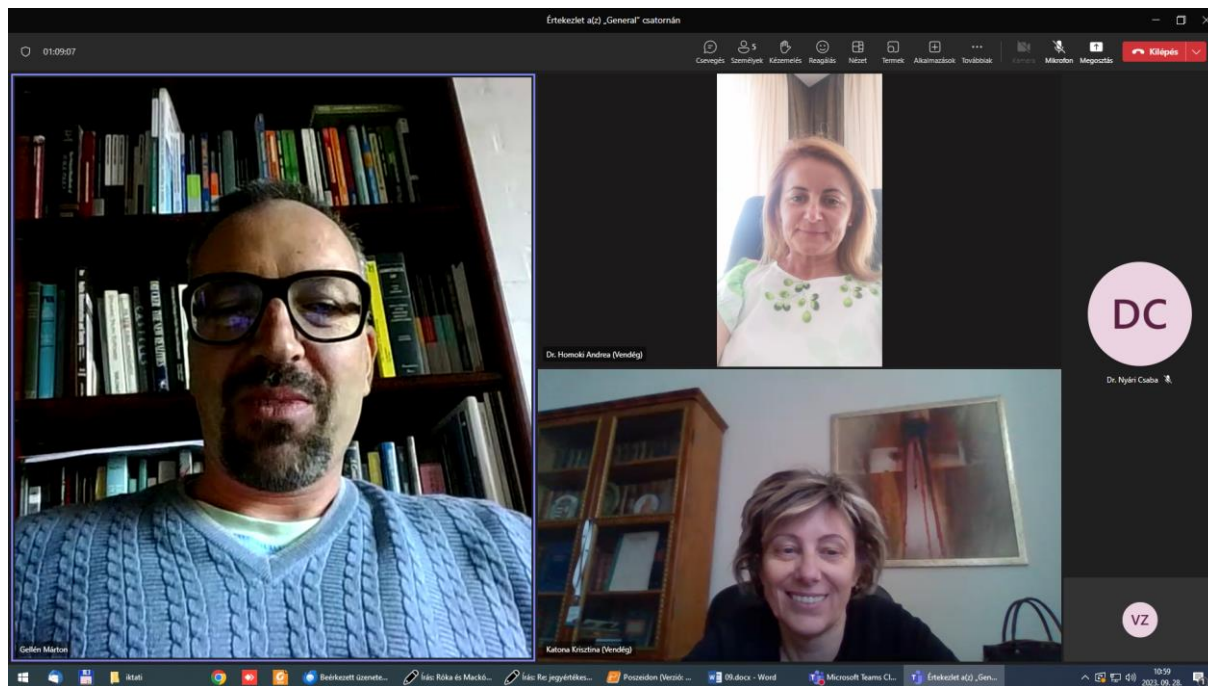 Értekezlet a(z) „General” csatornán
01:09:07
Csevegés Személyek 5 Kézemelés Reagálás Nézet Termek Alkalmazások Továbbiak Kamera Mikrofon Megosztás Kilépés
Dr. Homoki Andrea (Vendég)
DC
Dr. Nyári Csaba
Gellén Márton
Katona Krisztina (Vendég)
VZ
iktati
Beérkezett üzenete...
Írás: Róka és Mackó...
Írás: Re: jegyértékes...
Poszeidon (Verzió: ...
09.docx - Word
Microsoft Teams Cl...
Értekezlet a(z) „Gen...
10:59
2023. 09. 28.